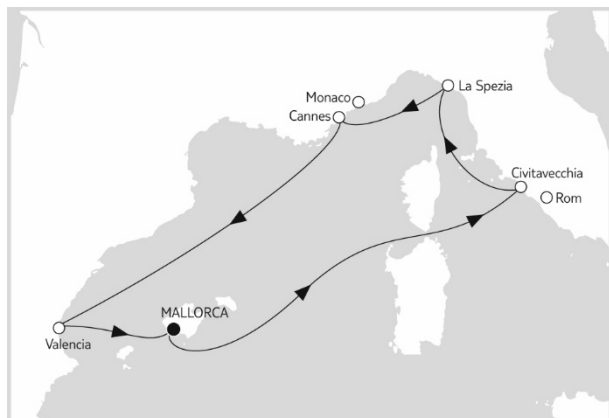 La Spezia
Monaco
Cannes
Civitavecchia
Rom
MALLORCA
Valencia